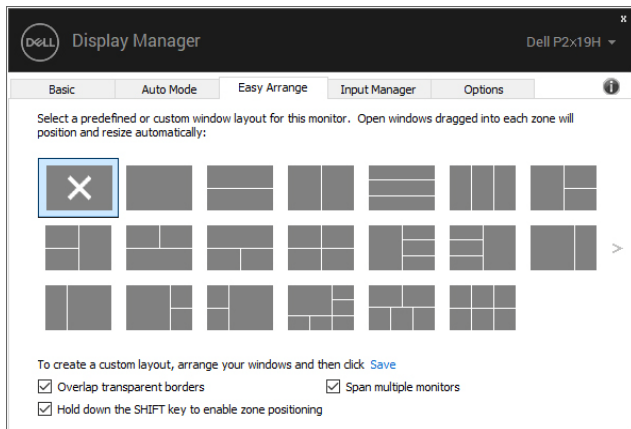 x
DELL Display Manager
Dell P2x19H
Basic Auto Mode Easy Arrange Input Manager Options
Select a predefined or custom window layout for this monitor. Open windows dragged into each zone will
position and resize automatically:
To create a custom layout, arrange your windows and then click Save
Overlap transparent borders
Span multiple monitors
Hold down the SHIFT key to enable zone positioning